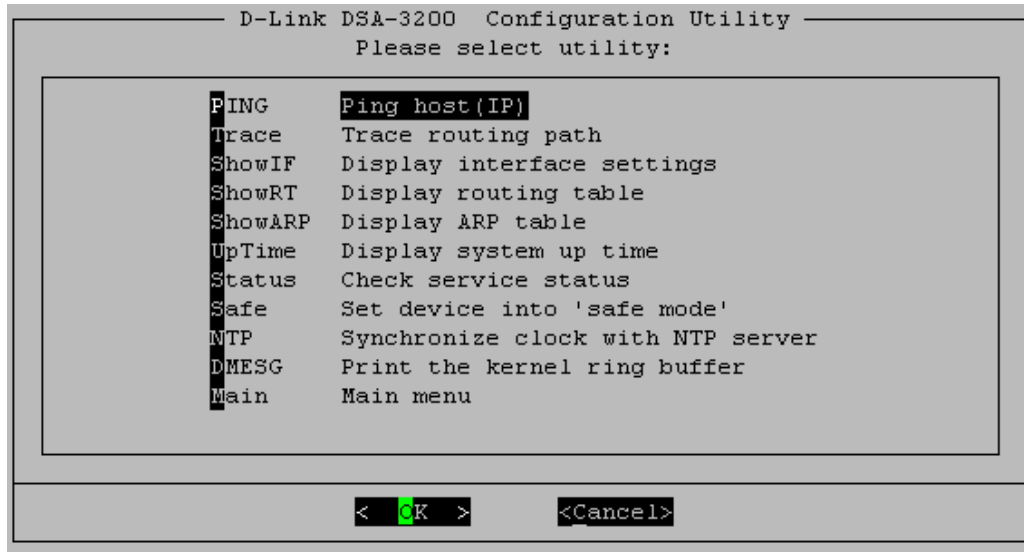 D-Link DSA-3200 Configuration Utility
Please select utility:
PING Ping host(IP)
Trace Trace routing path
ShowIF Display interface settings
ShowRT Display routing table
ShowARP Display ARP table
UpTime Display system up time
Status Check service status
Safe Set device into 'safe mode'
NTP Synchronize clock with NTP server
DMESG Print the kernel ring buffer
Main Main menu
< OK > <Cancel>